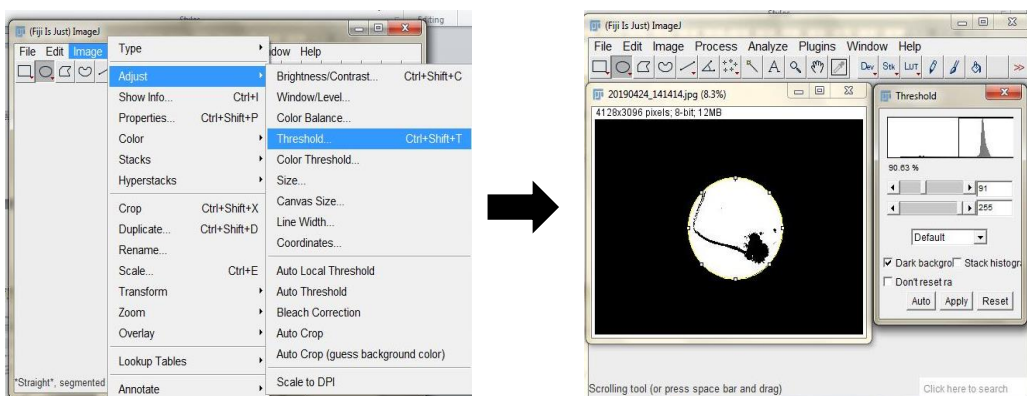 Editing
(Fiji Is Just) ImageJ
File Edit Image
dow Help
Type
Adjust
Show Info... Ctrl+I
Properties... Ctrl+Shift+P
Color
Stacks
Hyperstacks
Crop Ctrl+Shift+X
Duplicate... Ctrl+Shift+D
Rename...
Scale... Ctrl+E
Transform
Zoom
Overlay
Lookup Tables
Annotate
Brightness/Contrast... Ctrl+Shift+C
Window/Level...
Color Balance...
Threshold... Ctrl+Shift+T
Color Threshold...
Size...
Canvas Size...
Line Width...
Coordinates...
Auto Local Threshold
Auto Threshold
Bleach Correction
Auto Crop
Auto Crop (guess background color)
Scale to DPI
*Straight*, segmented
(Fiji Is Just) ImageJ
File Edit Image Process Analyze Plugins Window Help
A Dev Stk LUT >>
20190424_141414.jpg (8.3%)
4128x3096 pixels; 8-bit; 12MB
Threshold
90.63 %
91
255
Default
Dark backgro Stack histogra
Don't reset ra
Auto Apply Reset
Scrolling tool (or press space bar and drag)
Click here to search